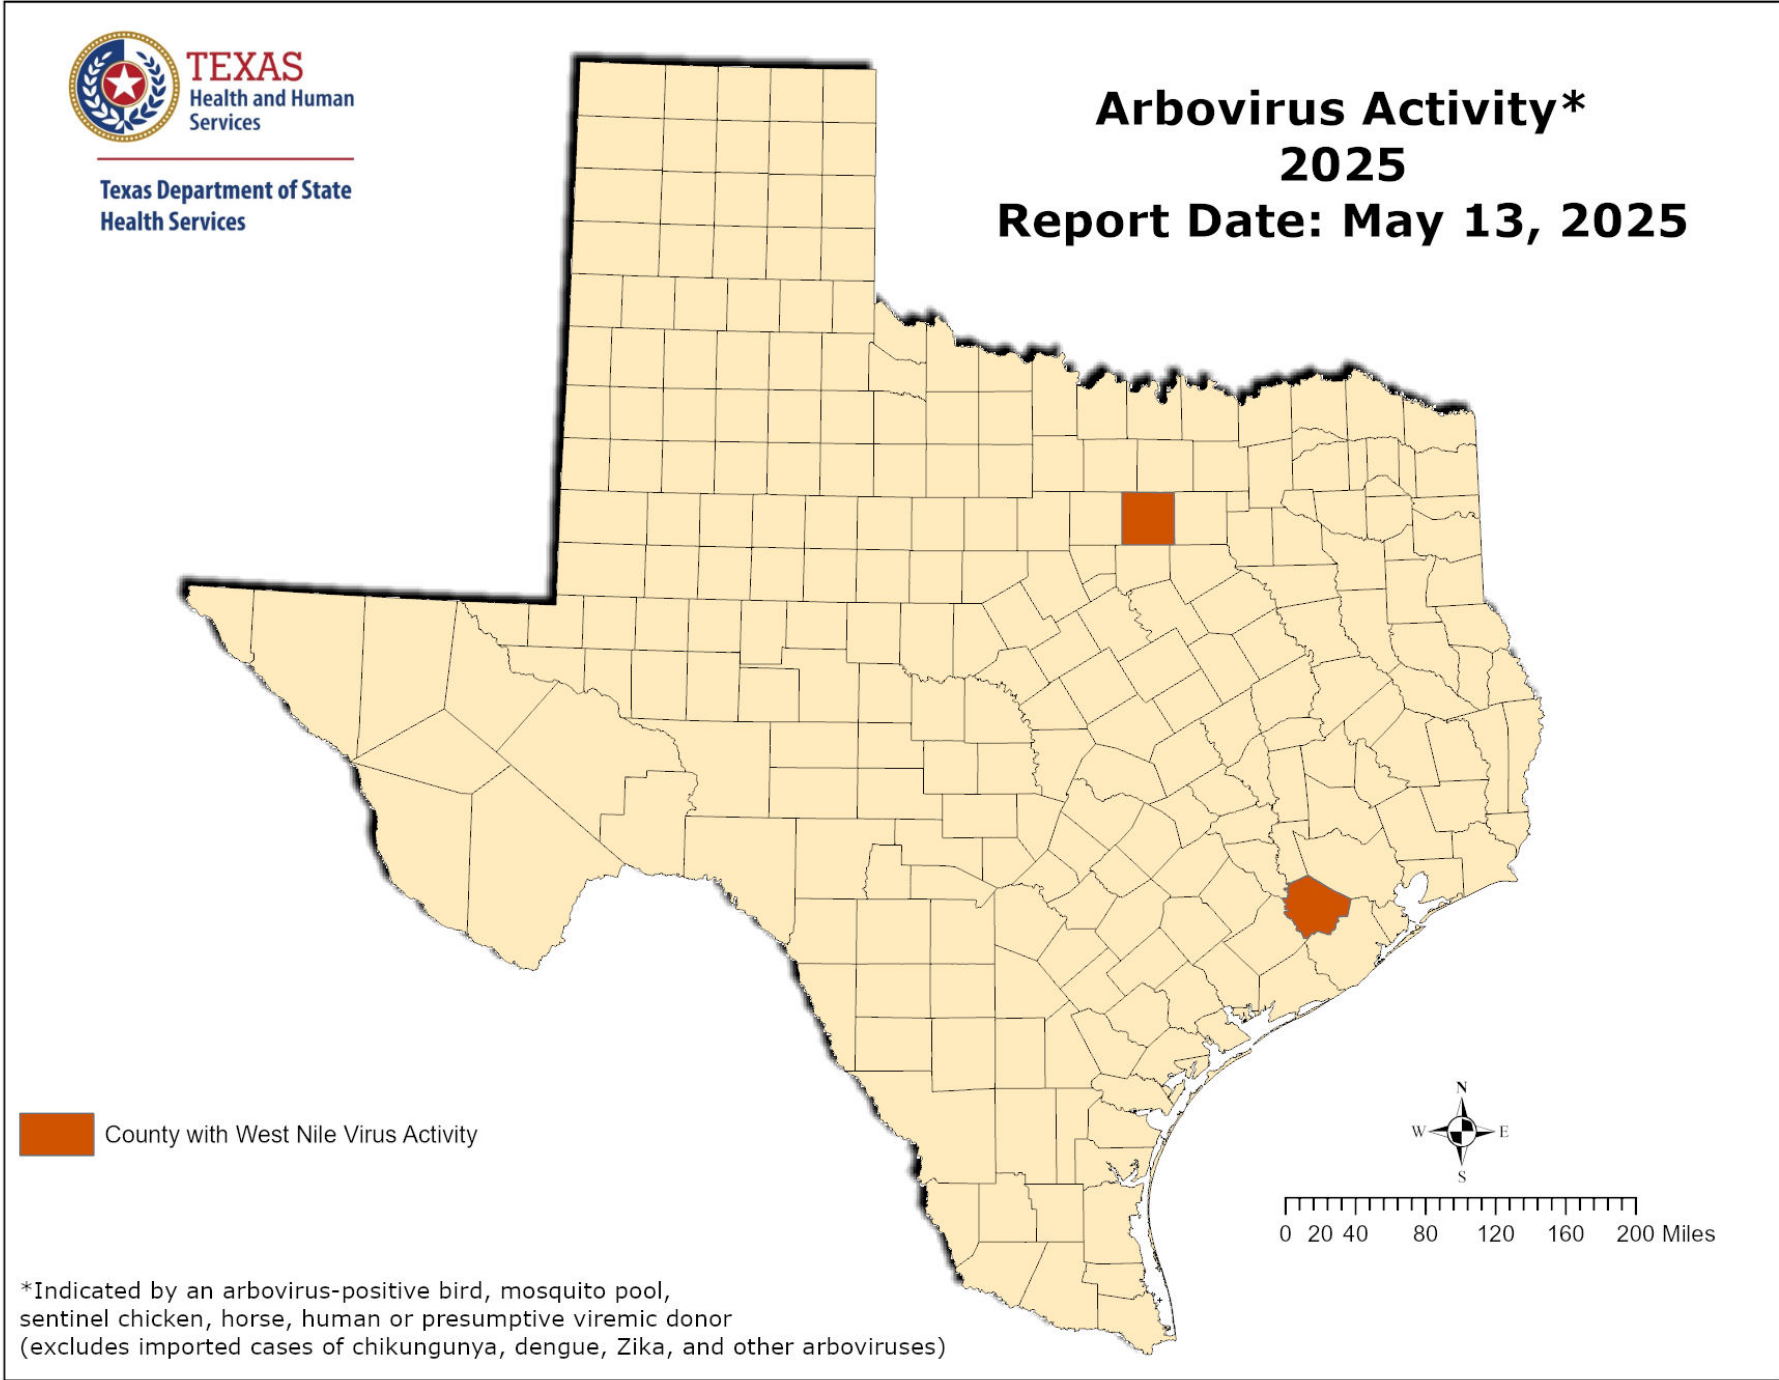 TEXAS
Health and Human
Services
Texas Department of State
Health Services
Arbovirus Activity*
2025
Report Date: May 13, 2025
County with West Nile Virus Activity
N
W E
S
0 20 40 80 120 160 200 Miles
*Indicated by an arbovirus-positive bird, mosquito pool,
sentinel chicken, horse, human or presumptive viremic donor
(excludes imported cases of chikungunya, dengue, Zika, and other arboviruses)